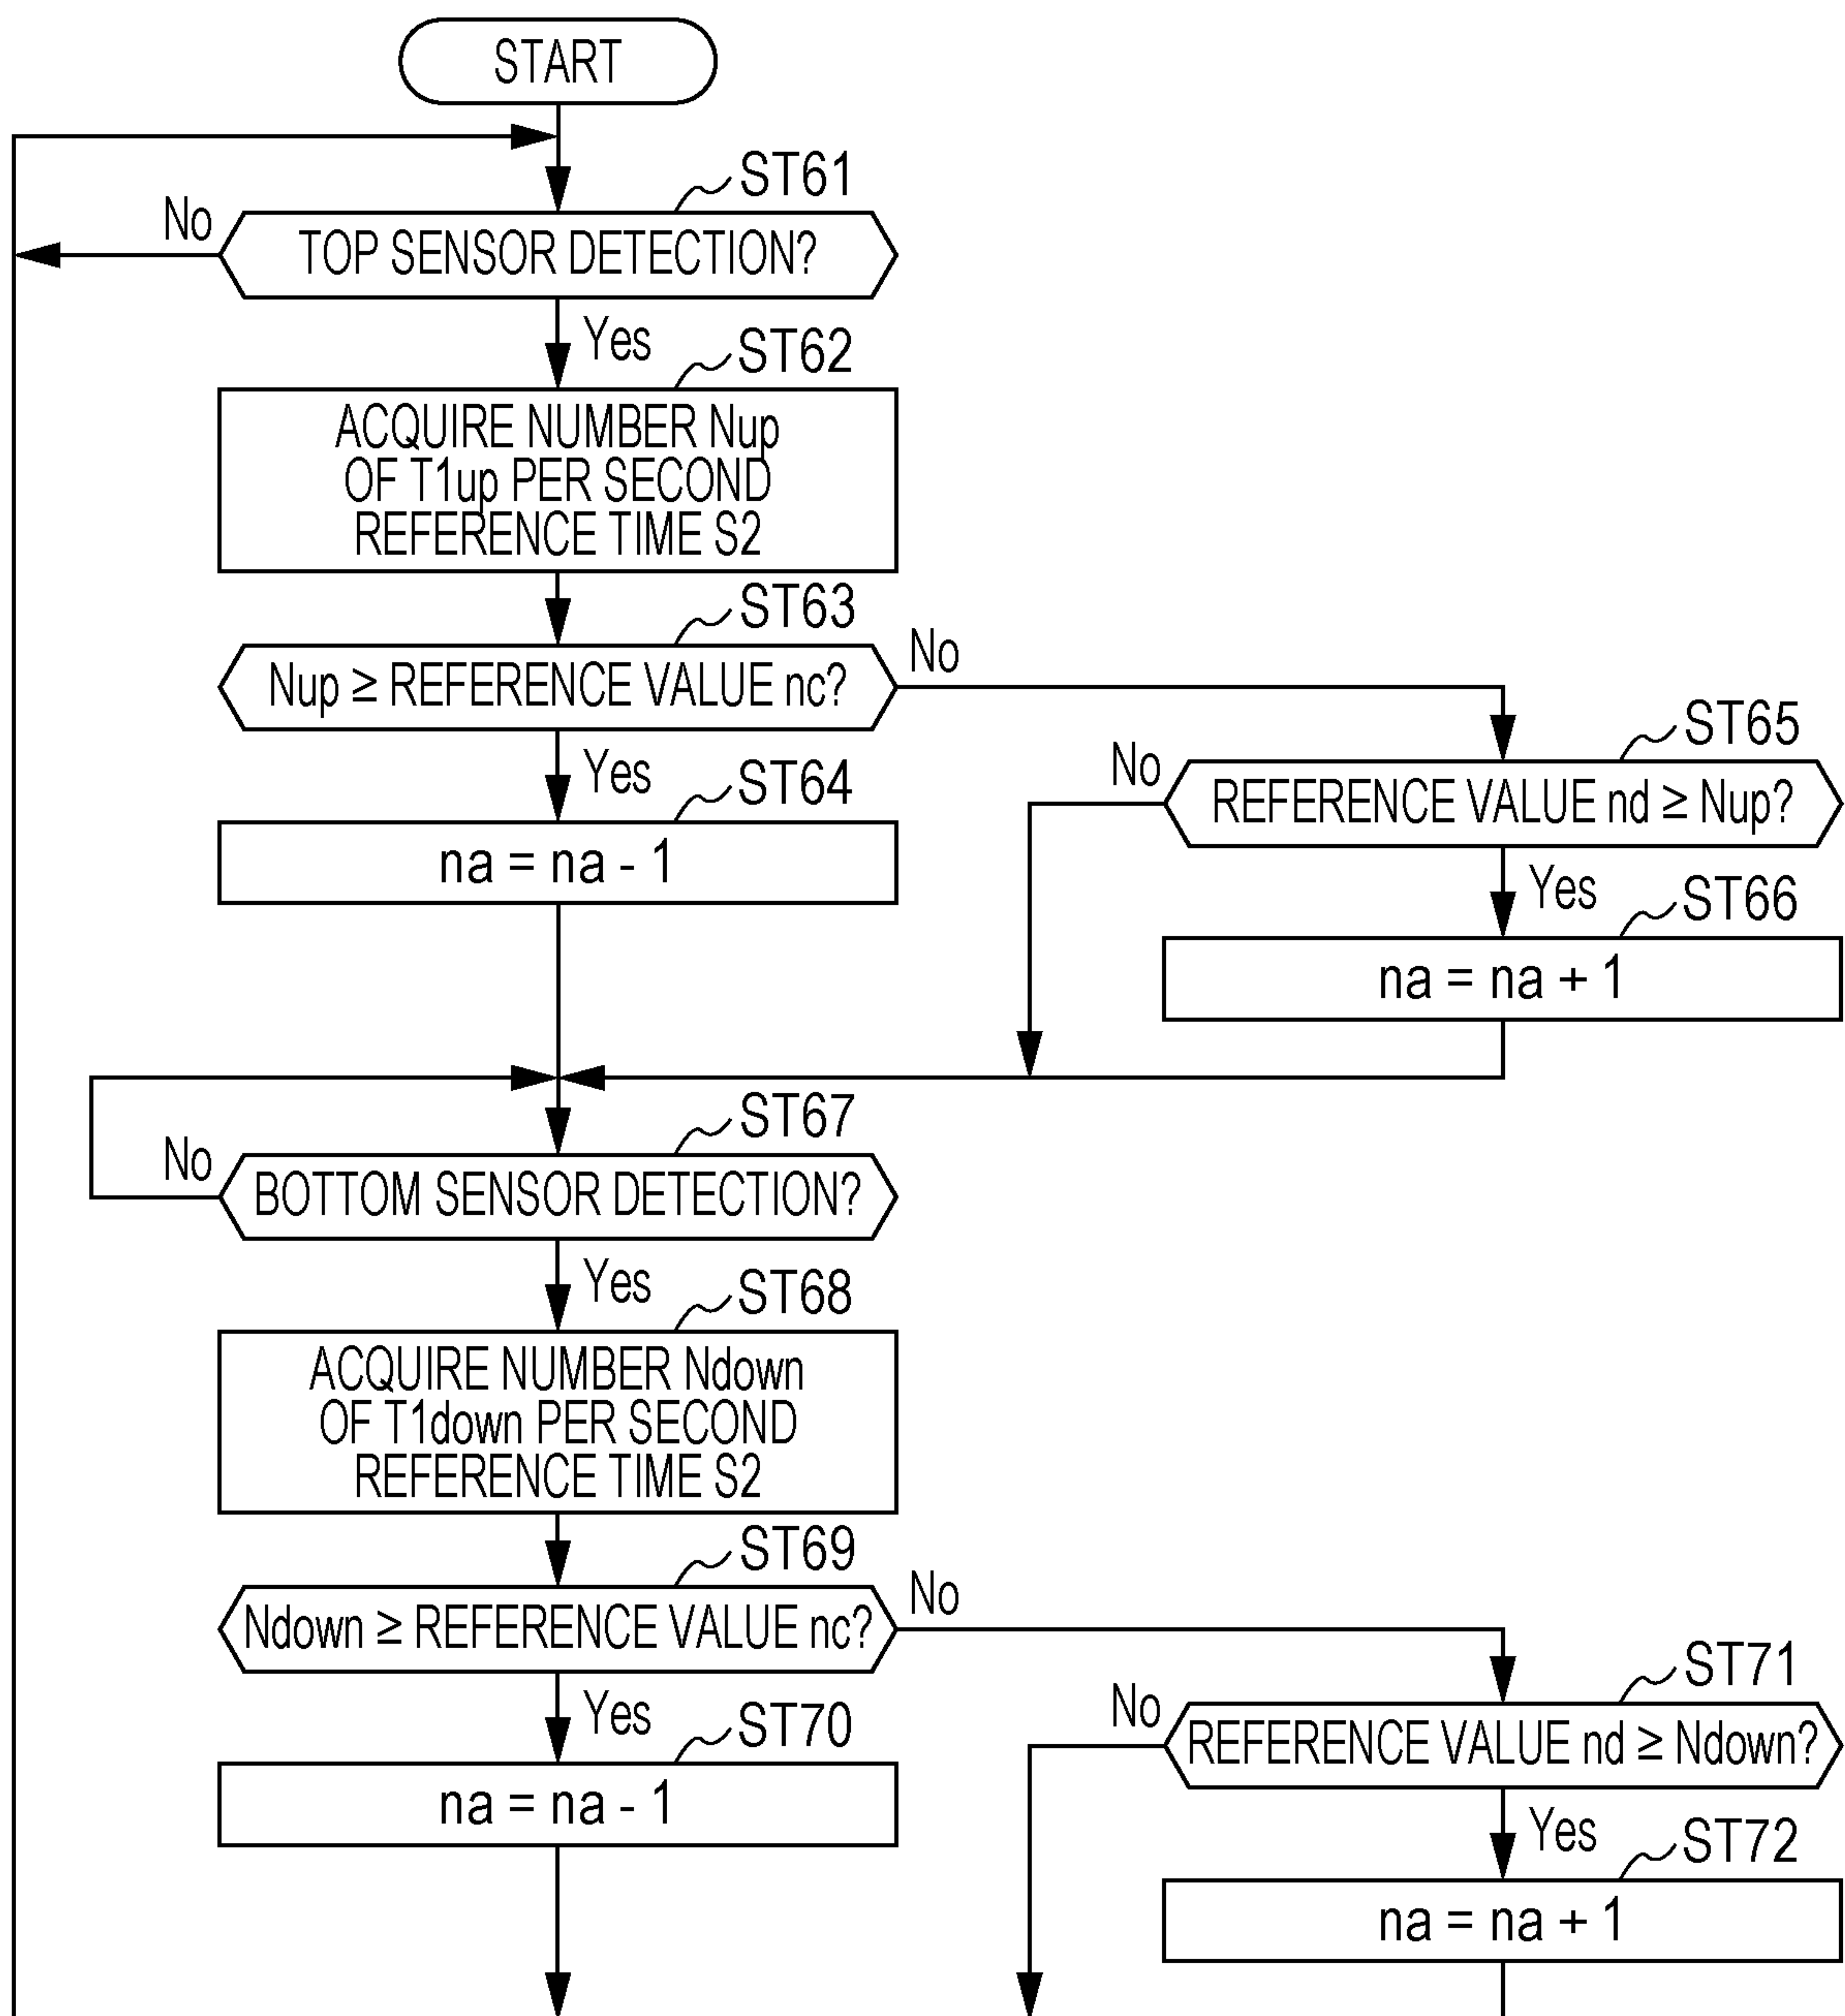 START
ST61
No
TOP SENSOR DETECTION?
Yes
ST62
ACQUIRE NUMBER Nup
OF T1up PER SECOND
REFERENCE TIME S2
ST63
No
Nup ≥ REFERENCE VALUE nc?
ST65
Yes
No
ST64
REFERENCE VALUE nd ≥ Nup?
na = na - 1
Yes
ST66
na = na + 1
ST67
No
BOTTOM SENSOR DETECTION?
Yes
ST68
ACQUIRE NUMBER Ndown
OF T1down PER SECOND
REFERENCE TIME S2
ST69
No
Ndown ≥ REFERENCE VALUE nc?
ST71
Yes
No
ST70
REFERENCE VALUE nd ≥ Ndown?
na = na - 1
Yes
ST72
na = na + 1